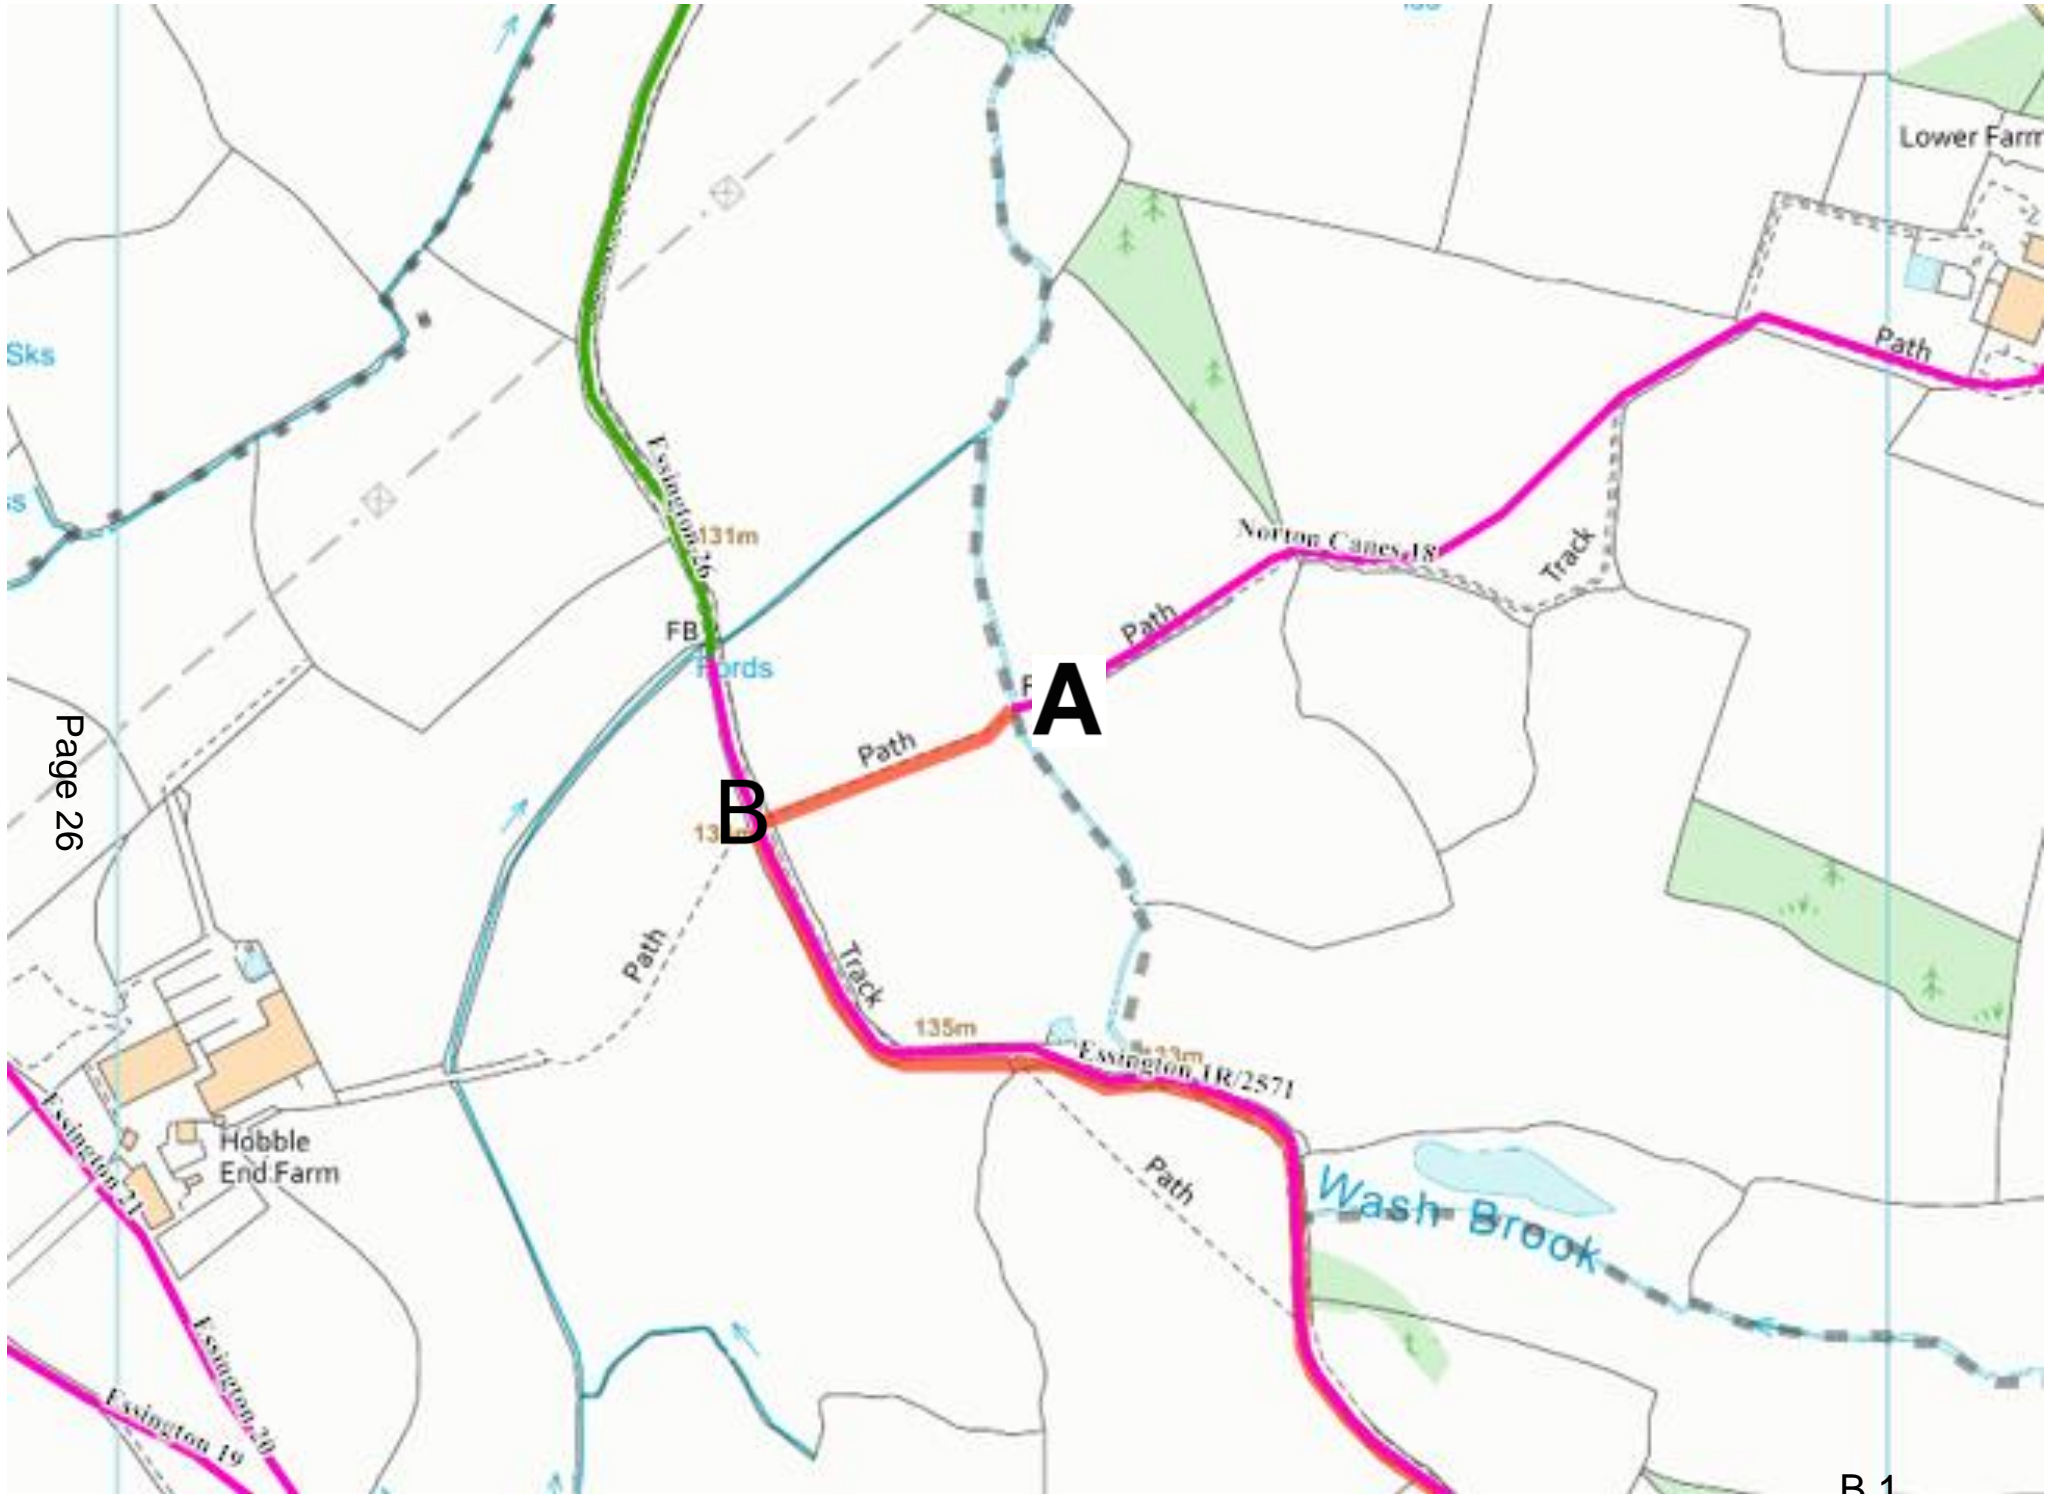 Lower Farm
Path
Sks
Essington 26
131m
Norton Canes 18
Track
Path
FB
Fords
A
Path
Page 26
B
Path
Track
135m
Essington 1R/2571
Essington 21
Hobble
End Farm
Path
Wash Brook
Essington 20
Essington 19
B 1